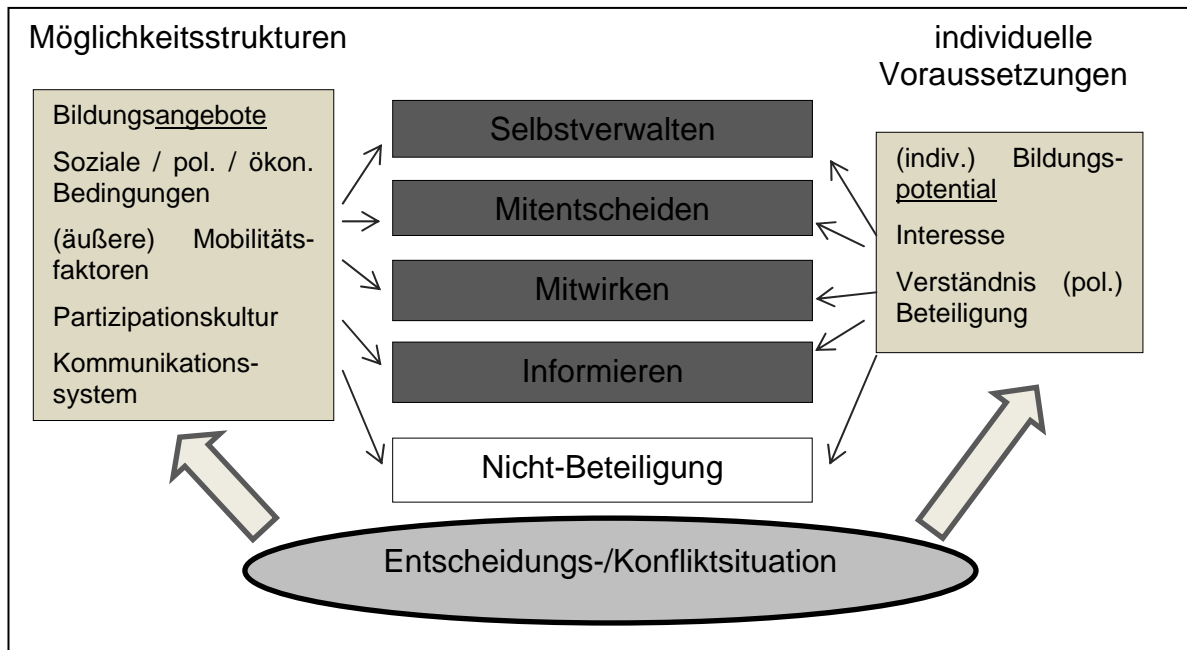 Möglichkeitsstrukturen
Bildungsangebote
Soziale / pol. / ökon.
Bedingungen
(äußere) Mobilitäts-
faktoren
Partizipationskultur
Kommunikations-
system
Selbstverwalten
Mitentscheiden
Mitwirken
Informieren
Nicht-Beteiligung
individuelle
Voraussetzungen
(indiv.) Bildungs-
potential
Interesse
Verständnis (pol.)
Beteiligung
Entscheidungs-/Konfliktsituation